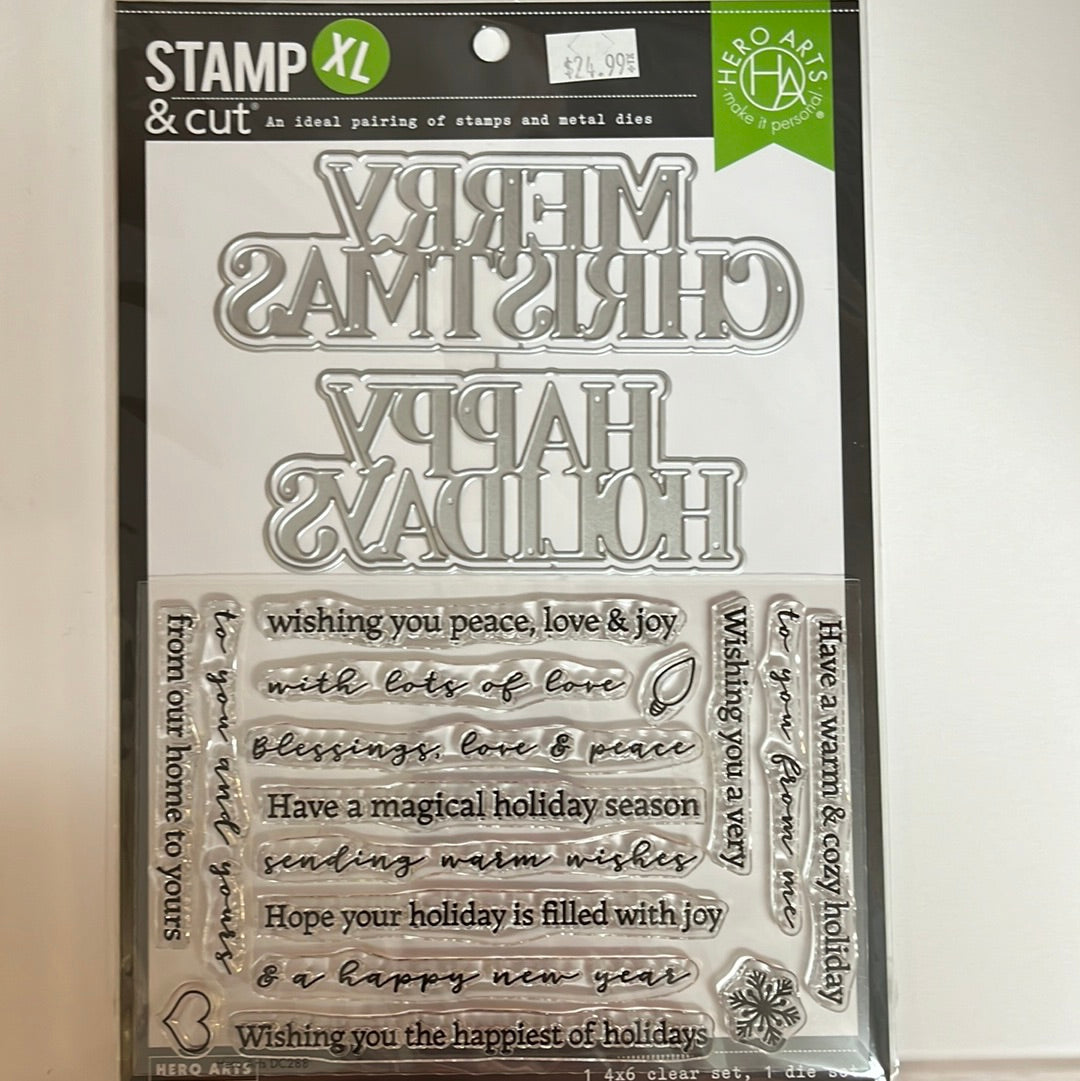 STAMP XL
& cut® An ideal pairing of stamps and metal dies
$24.99
HERO ARTS
HA
make it personal®
MERRY
CHRISTMAS
HAPPY
HOLIDAYS
from our home to yours
to you and yours
wishing you peace, love & joy
with lots of love
Blessings, love & peace
Have a magical holiday season
sending warm wishes
Hope your holiday is filled with joy
& a happy new year
Wishing you the happiest of holidays
Wishing you a very
to you from me
Have a warm & cozy holiday
DC288
HERO ARTS
1 4x6 clear set, 1 die set